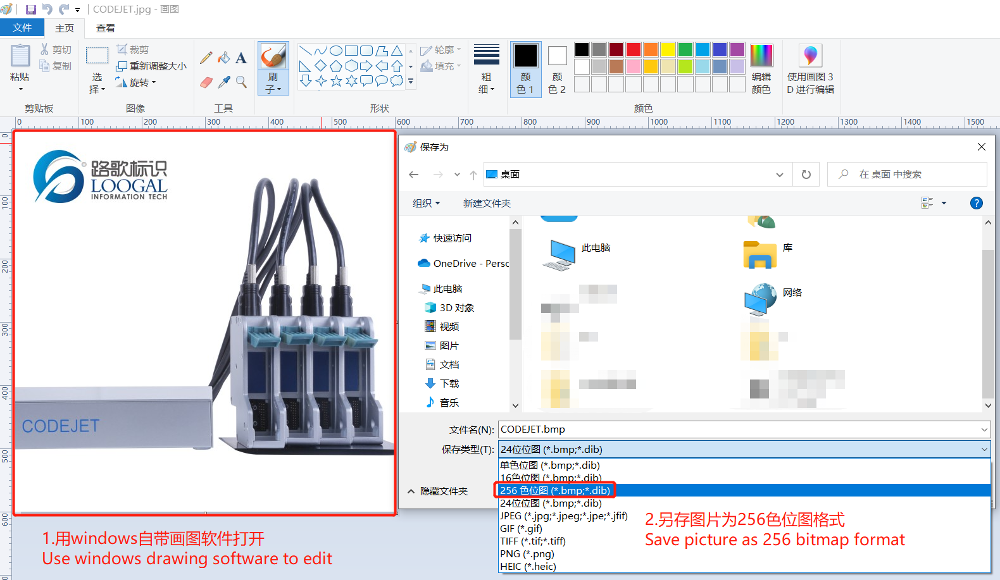 CODEJET.jpg - 画图
文件
主页
查看
粘贴
剪切
复制
剪贴板
选
择
裁剪
重新调整大小
旋转
图像
A
工具
刷
子
轮廓
填充
形状
粗
细
颜
色 1
颜
色 2
编辑
颜色
颜色
使用画图 3
D 进行编辑
0 100 200 300 400 500 600 700 800 900 1000 1100 1200 1300 1400 1500
0
100
200
300
400
500
600
路歌标识
LOOGAL
INFORMATION TECH
CODEJET
保存为
桌面
在 桌面 中搜索
组织
新建文件夹
?
快速访问
OneDrive - Persc
此电脑
3D 对象
视频
图片
文档
下载
音乐
此电脑
库
网络
文件名(N):
CODEJET.bmp
保存类型(T):
24位位图 (*.bmp;*.dib)
隐藏文件夹
单色位图 (*.bmp;*.dib)
16色位图 (*.bmp;*.dib)
256 色位图 (*.bmp;*.dib)
24位位图 (*.bmp;*.dib)
JPEG (*.jpg;*.jpeg;*.jpe;*.jfif)
GIF (*.gif)
TIFF (*.tif;*.tiff)
PNG (*.png)
HEIC (*.heic)
1.用windows自带画图软件打开
Use windows drawing software to edit
2.另存图片为256色位图格式
Save picture as 256 bitmap format